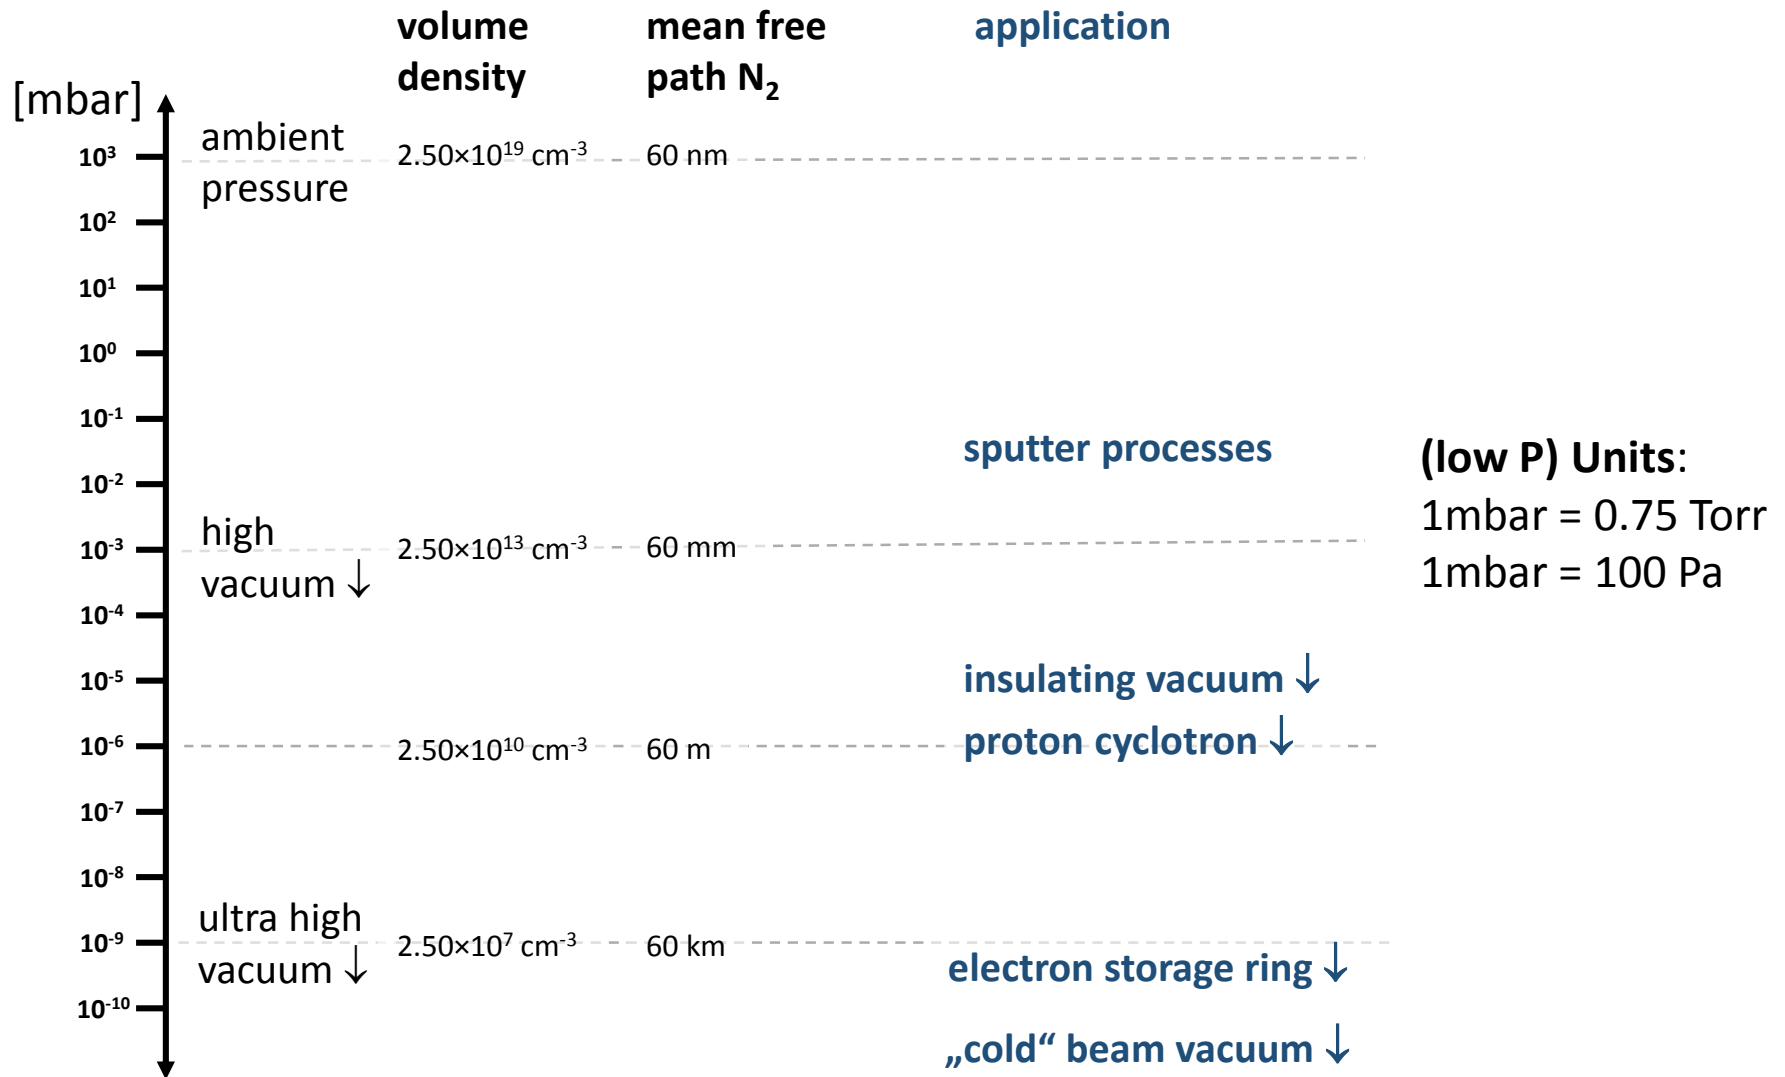 volume density
mean free path N₂
application
[mbar]
10³
ambient pressure
2.50×10¹⁹ cm⁻³
60 nm
10²
10¹
10⁰
10⁻¹
sputter processes
10⁻²
10⁻³
high vacuum ↓
2.50×10¹³ cm⁻³
60 mm
(low P) Units:
1mbar = 0.75 Torr
1mbar = 100 Pa
10⁻⁴
10⁻⁵
insulating vacuum ↓
10⁻⁶
2.50×10¹⁰ cm⁻³
60 m
proton cyclotron ↓
10⁻⁷
10⁻⁸
10⁻⁹
ultra high vacuum ↓
2.50×10⁷ cm⁻³
60 km
electron storage ring ↓
10⁻¹⁰
„cold“ beam vacuum ↓